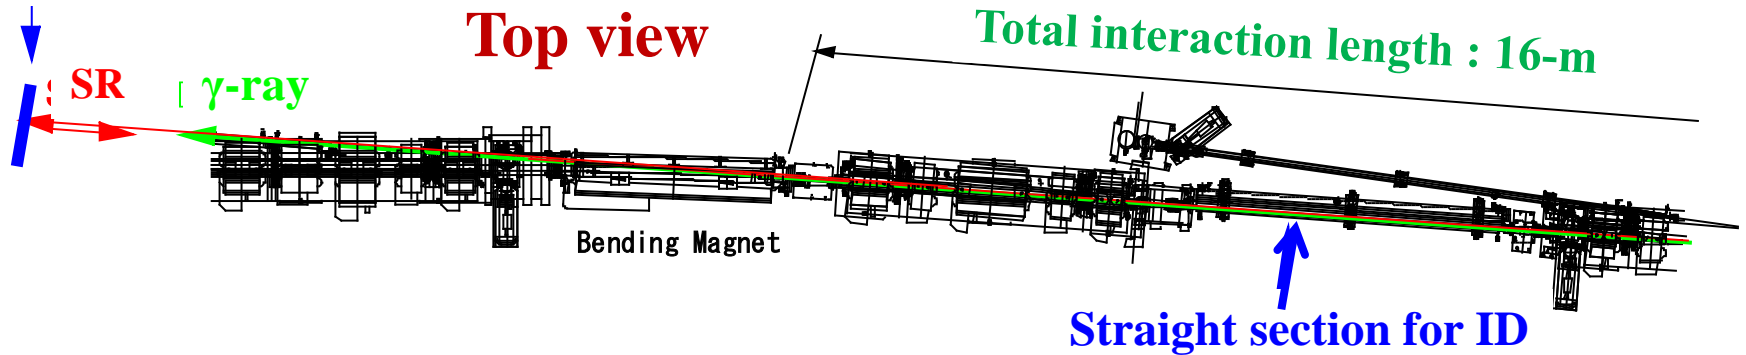 Top view
Total interaction length : 16-m
SR
γ-ray
Bending Magnet
Straight section for ID